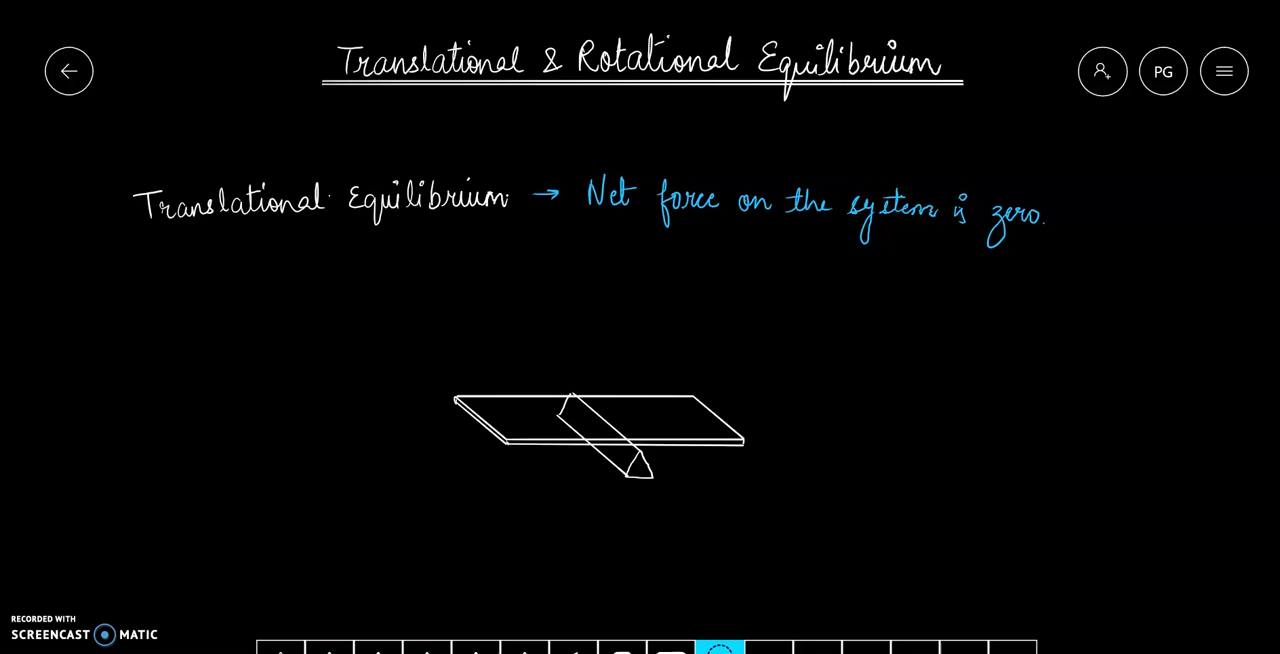 Translational & Rotational Equilibrium
PG
Translational Equilibrium → Net force on the system is zero.
RECORDED WITH
SCREENCAST MATIC